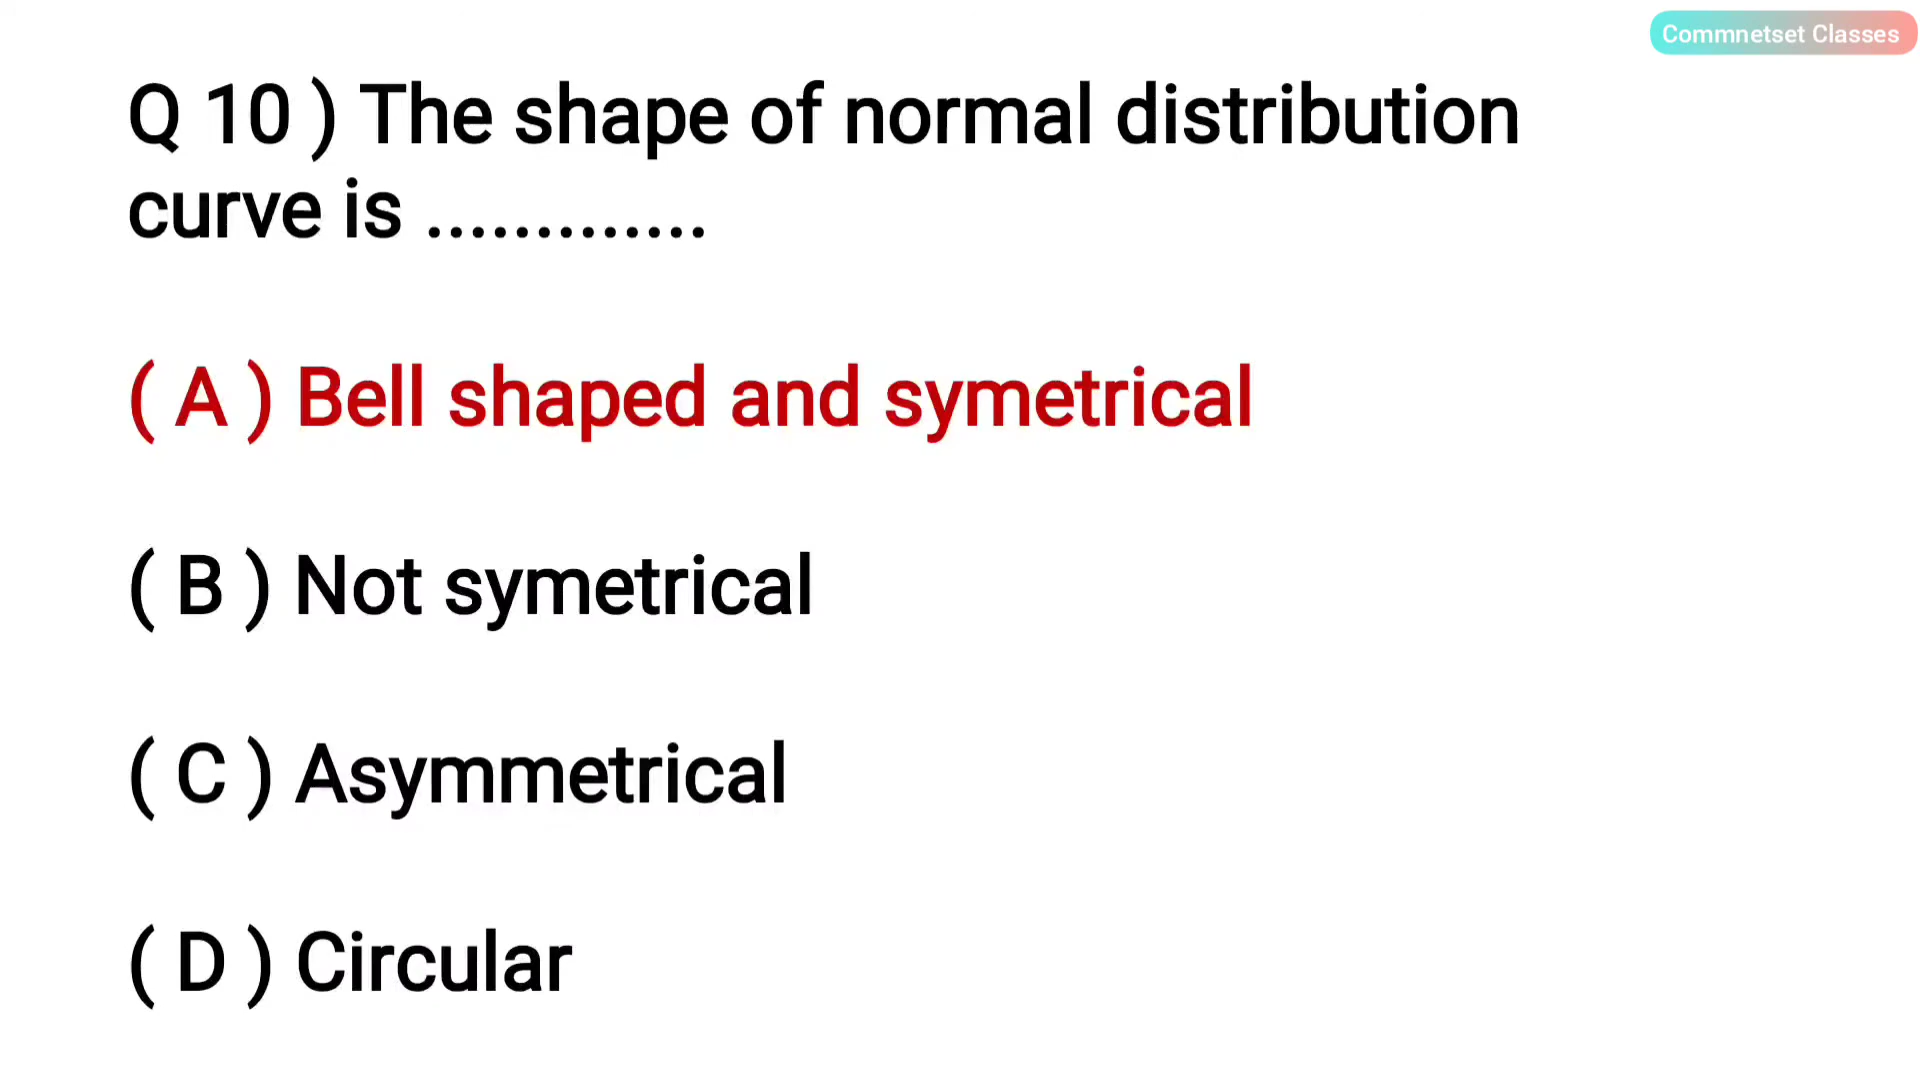 Commnetset Classes
Q 10 ) The shape of normal distribution
curve is .............
( A ) Bell shaped and symetrical
( B ) Not symetrical
( C ) Asymmetrical
( D ) Circular